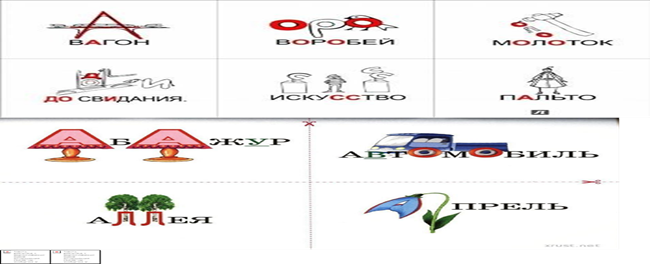 ВАГОН
ВОРОБЕЙ
МОЛОТОК
ДО СВИДАНИЯ.
ИСКУССТВО
ПАЛЬТО
АБАЖУР
АВТОМОБИЛЬ
АЛЛЕЯ
АПРЕЛЬ